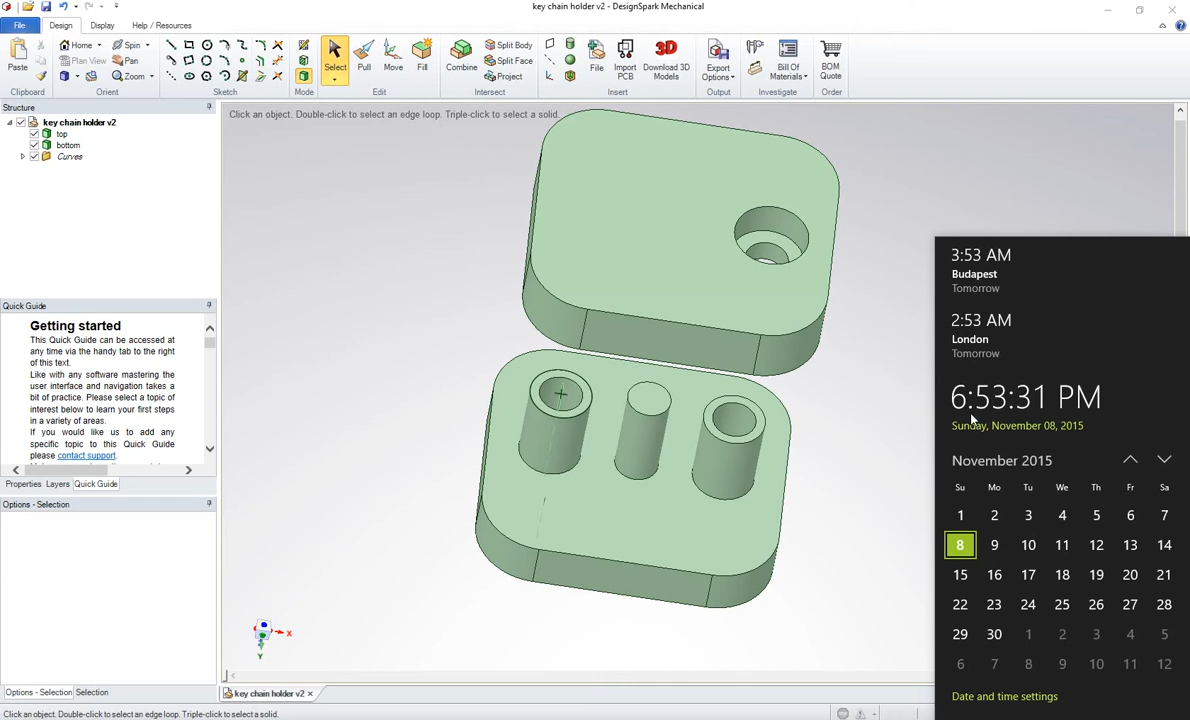 key chain holder v2 - DesignSpark Mechanical
File
Design
Display
Help / Resources
Paste
Clipboard
Home
Plan View
Spin
Pan
Zoom
Orient
Sketch
Mode
Select
Pull
Move
Fill
Edit
Combine
Split Body
Split Face
Project
Intersect
File
Import PCB
3D
Download 3D Models
Insert
Export Options
Output
Bill Of Materials
Investigate
BOM Quote
Order
Structure
key chain holder v2
top
bottom
Curves
Click an object. Double-click to select an edge loop. Triple-click to select a solid.
Quick Guide
Getting started
This Quick Guide can be accessed at
any time via the handy tab to the right
of this text.
Like with any software mastering the
user interface and navigation takes a
bit of practice. Please select a topic of
interest below to learn your first steps
in a variety of areas.
If you would like us to add any
specific topic to this Quick Guide
please contact support.
Properties Layers Quick Guide
Options - Selection
X
Y
3:53 AM
Budapest
Tomorrow
2:53 AM
London
Tomorrow
6:53:31 PM
Sunday, November 08, 2015
November 2015
Su Mo Tu We Th Fr Sa
1 2 3 4 5 6 7
8 9 10 11 12 13 14
15 16 17 18 19 20 21
22 23 24 25 26 27 28
29 30 1 2 3 4 5
6 7 8 9 10 11 12
Date and time settings
Options - Selection Selection
key chain holder v2
Click an object. Double-click to select an edge loop. Triple-click to select a solid.